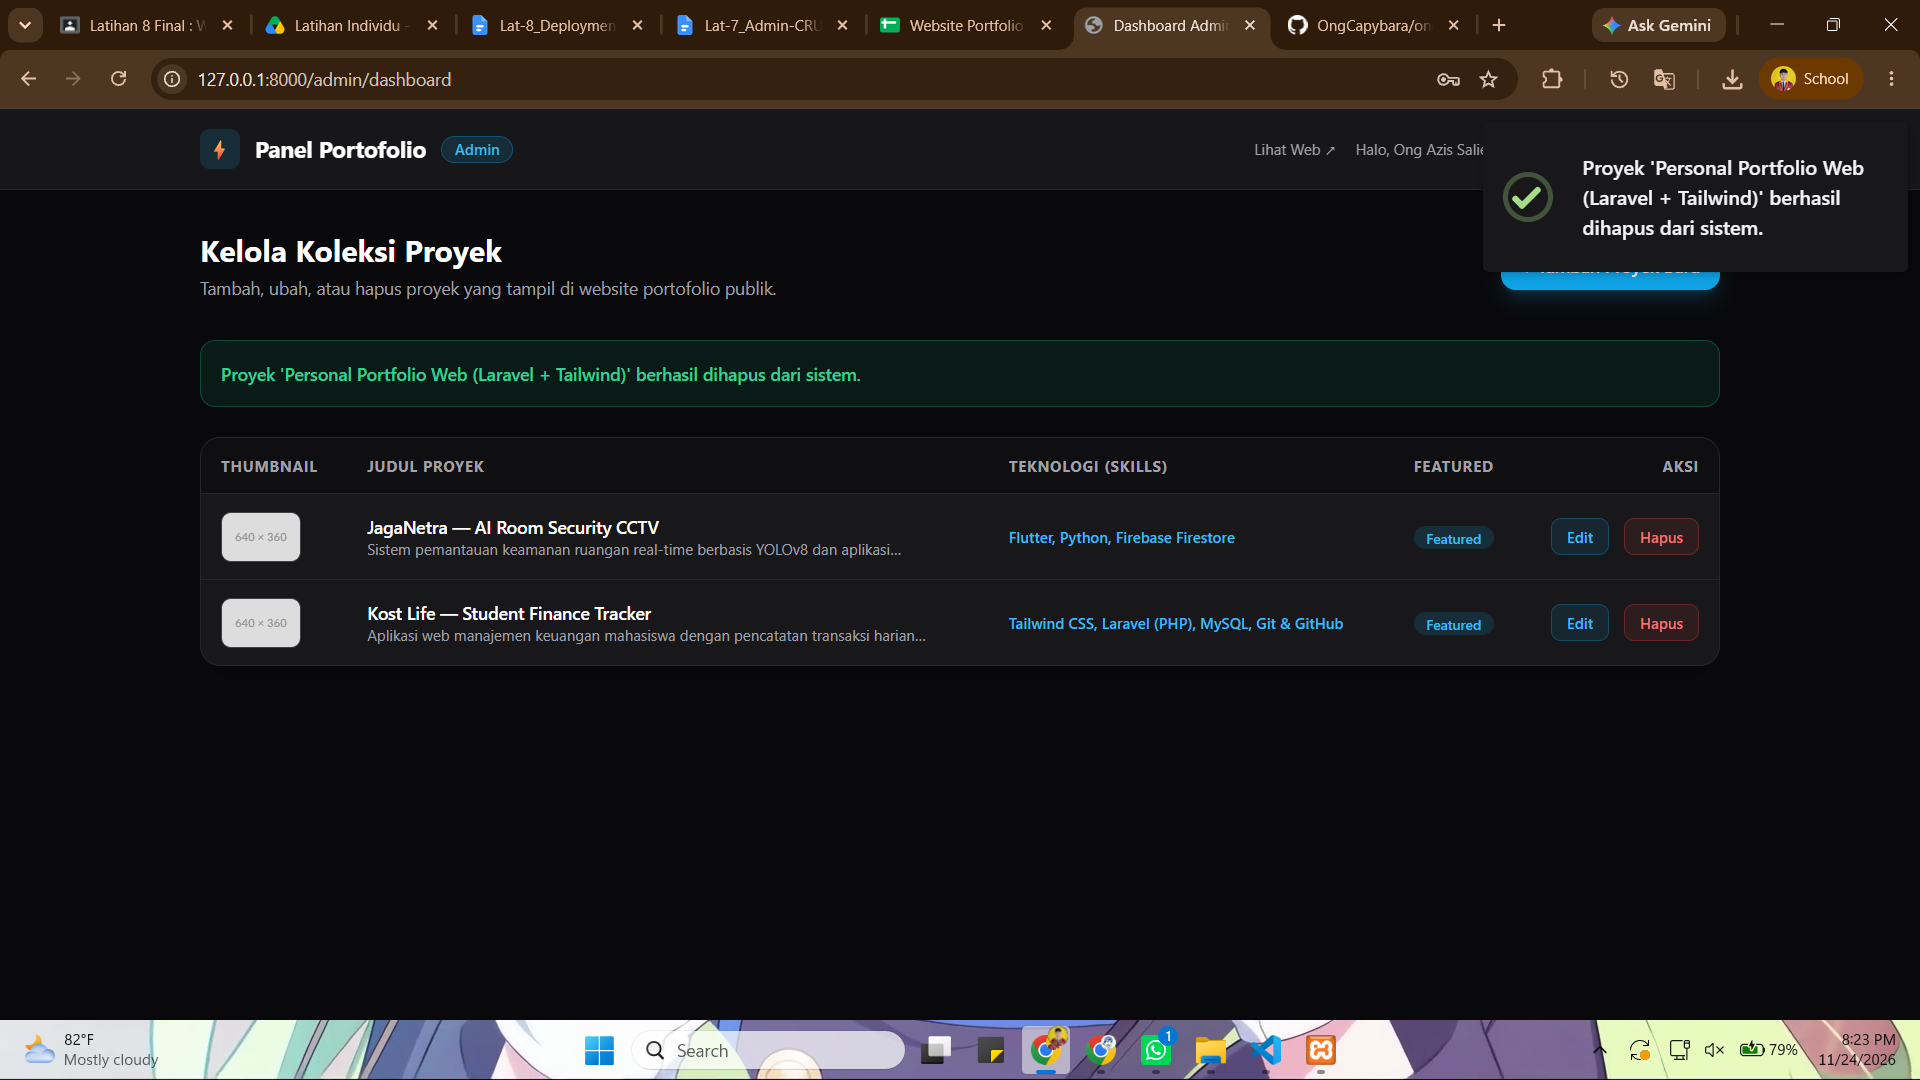 Latihan 8 Final : W
Latihan Individu -
Lat-8_Deploymen
Lat-7_Admin-CRU
Website Portfolio
Dashboard Admi
OngCapybara/on
Ask Gemini
127.0.0.1:8000/admin/dashboard
School
Panel Portofolio
Admin
Lihat Web ↗
Halo, Ong Azis Salie
Proyek 'Personal Portfolio Web
(Laravel + Tailwind)' berhasil
dihapus dari sistem.
Kelola Koleksi Proyek
Tambah, ubah, atau hapus proyek yang tampil di website portofolio publik.
Proyek 'Personal Portfolio Web (Laravel + Tailwind)' berhasil dihapus dari sistem.
THUMBNAIL JUDUL PROYEK TEKNOLOGI (SKILLS) FEATURED AKSI
640 × 360
JagaNetra — AI Room Security CCTV
Sistem pemantauan keamanan ruangan real-time berbasis YOLOv8 dan aplikasi...
Flutter, Python, Firebase Firestore
Featured
Edit
Hapus
640 × 360
Kost Life — Student Finance Tracker
Aplikasi web manajemen keuangan mahasiswa dengan pencatatan transaksi harian...
Tailwind CSS, Laravel (PHP), MySQL, Git & GitHub
Featured
Edit
Hapus
82°F
Mostly cloudy
Search
1
79%
8:23 PM
11/24/2026